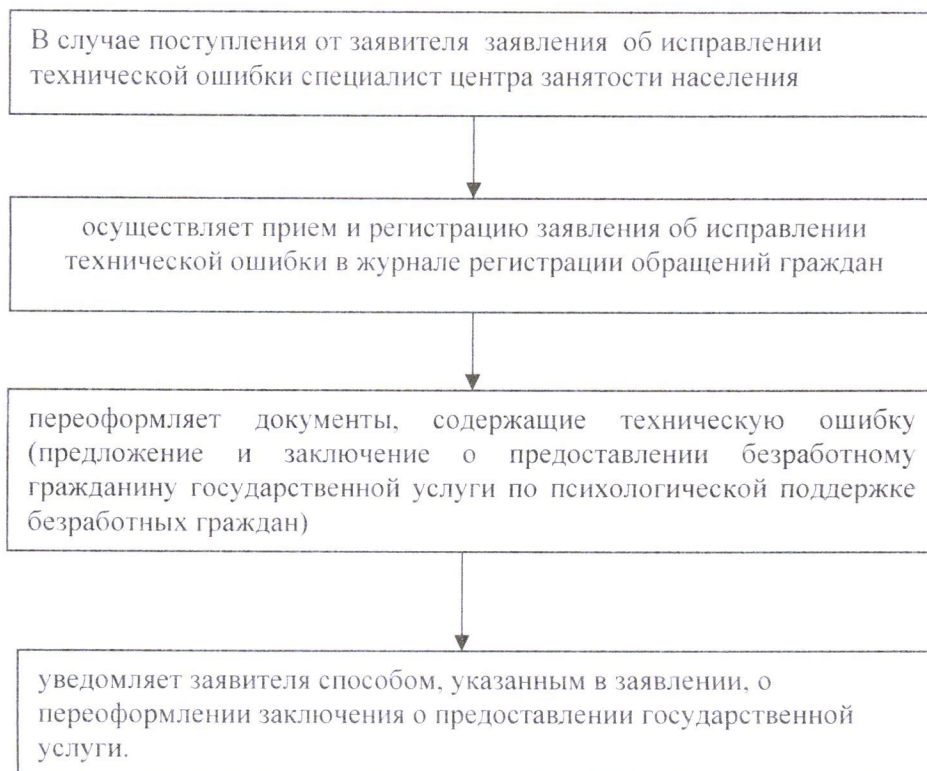 В случае поступления от заявителя заявления об исправлении
технической ошибки специалист центра занятости населения
осуществляет прием и регистрацию заявления об исправлении
технической ошибки в журнале регистрации обращений граждан
переоформляет документы, содержащие техническую ошибку
(предложение и заключение о предоставлении безработному
гражданину государственной услуги по психологической поддержке
безработных граждан)
уведомляет заявителя способом, указанным в заявлении, о
переоформлении заключения о предоставлении государственной
услуги.